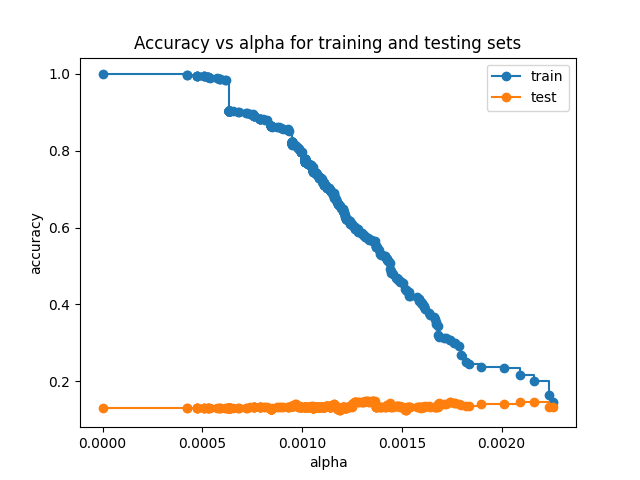 Accuracy vs alpha for training and testing sets
train
test
accuracy
1.0
0.8
0.6
0.4
0.2
0.0000
0.0005
0.0010
0.0015
0.0020
alpha